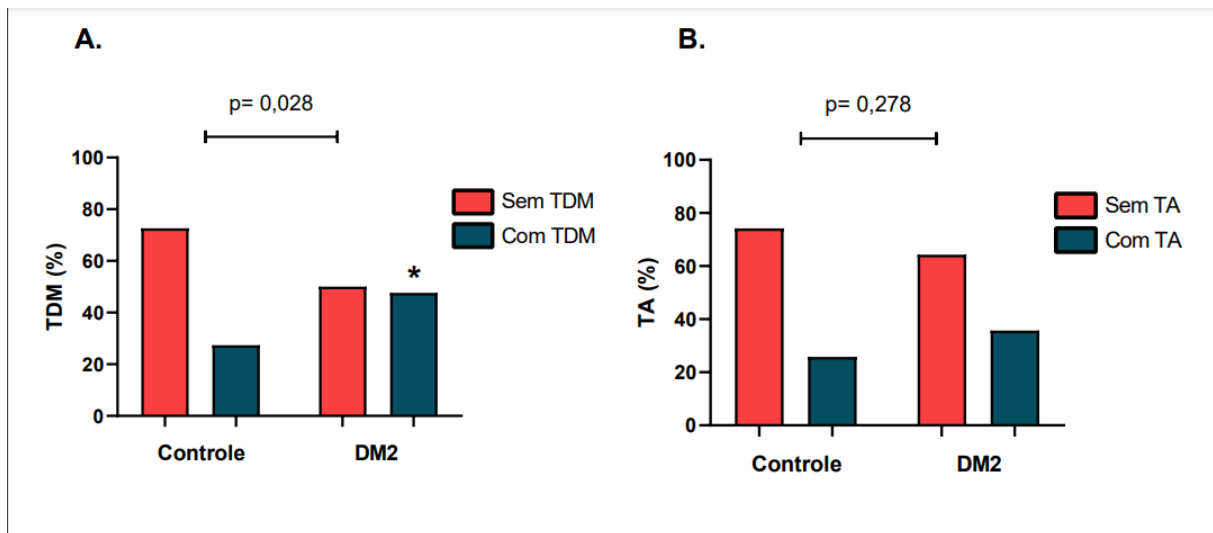 A.
p= 0,028
TDM (%)
100
80
60
40
20
0
*
Sem TDM
Com TDM
Controle
DM2
B.
p= 0,278
TA (%)
100
80
60
40
20
0
Sem TA
Com TA
Controle
DM2